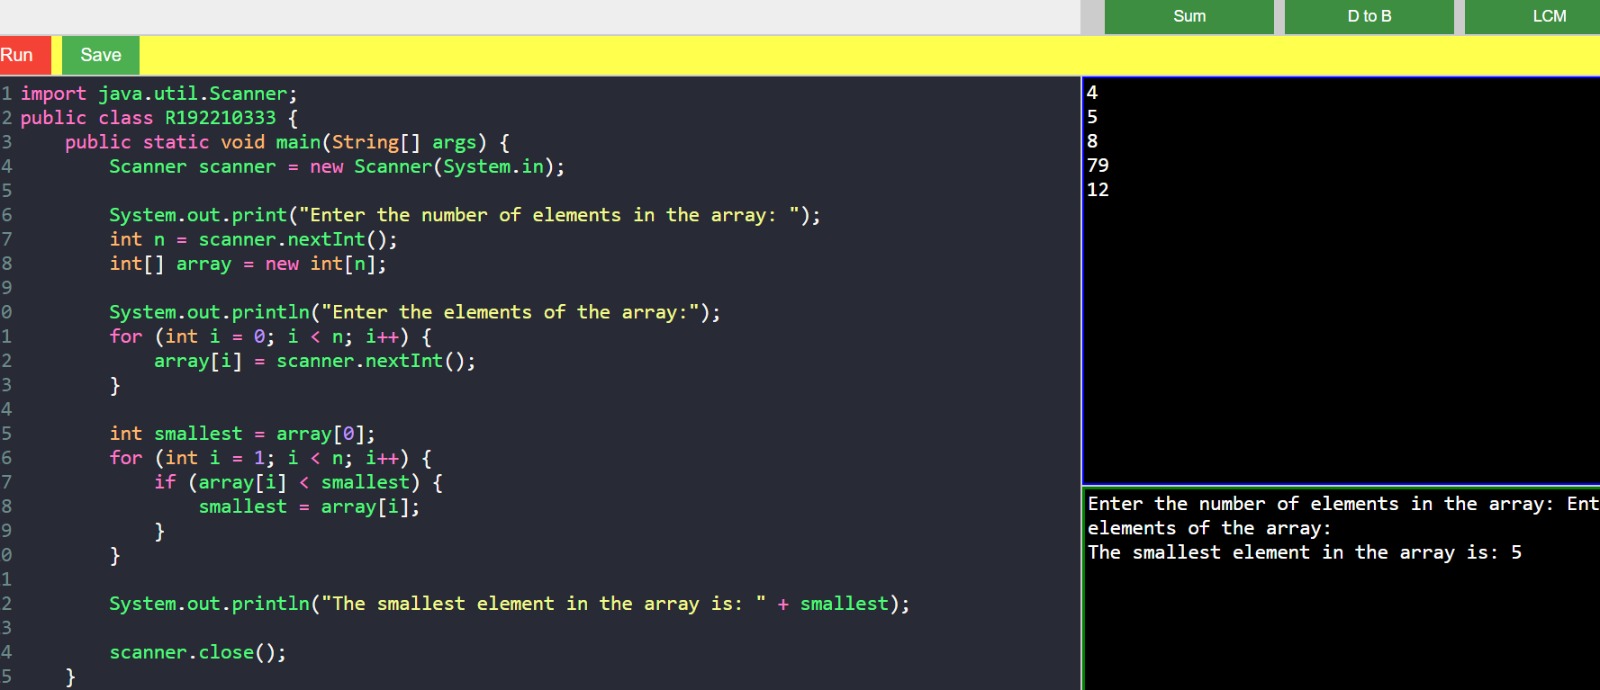 Sum D to B LCM
Run Save
1 import java.util.Scanner;
2 public class R192210333 {
3 public static void main(String[] args) {
4 Scanner scanner = new Scanner(System.in);
5
6 System.out.print("Enter the number of elements in the array: ");
7 int n = scanner.nextInt();
8 int[] array = new int[n];
9
0 System.out.println("Enter the elements of the array:");
1 for (int i = 0; i < n; i++) {
2 array[i] = scanner.nextInt();
3 }
4
5 int smallest = array[0];
6 for (int i = 1; i < n; i++) {
7 if (array[i] < smallest) {
8 smallest = array[i];
9 }
0 }
1
2 System.out.println("The smallest element in the array is: " + smallest);
3
4 scanner.close();
5 }
4
5
8
79
12
Enter the number of elements in the array: Ent
elements of the array:
The smallest element in the array is: 5